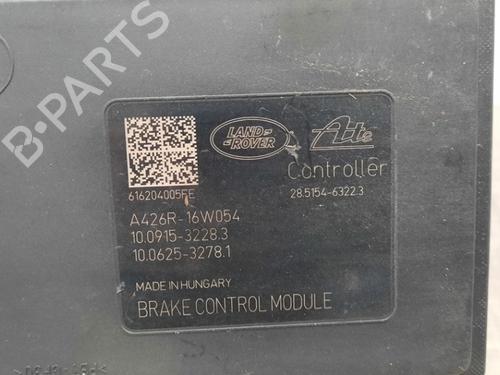 B-PARTS
LAND
ROVER
Ate
Controller
616204005FE
28.5154-6322.3
A426R-16W054
10.0915-3228.3
10.0625-3278.1
MADE IN HUNGARY
BRAKE CONTROL MODULE